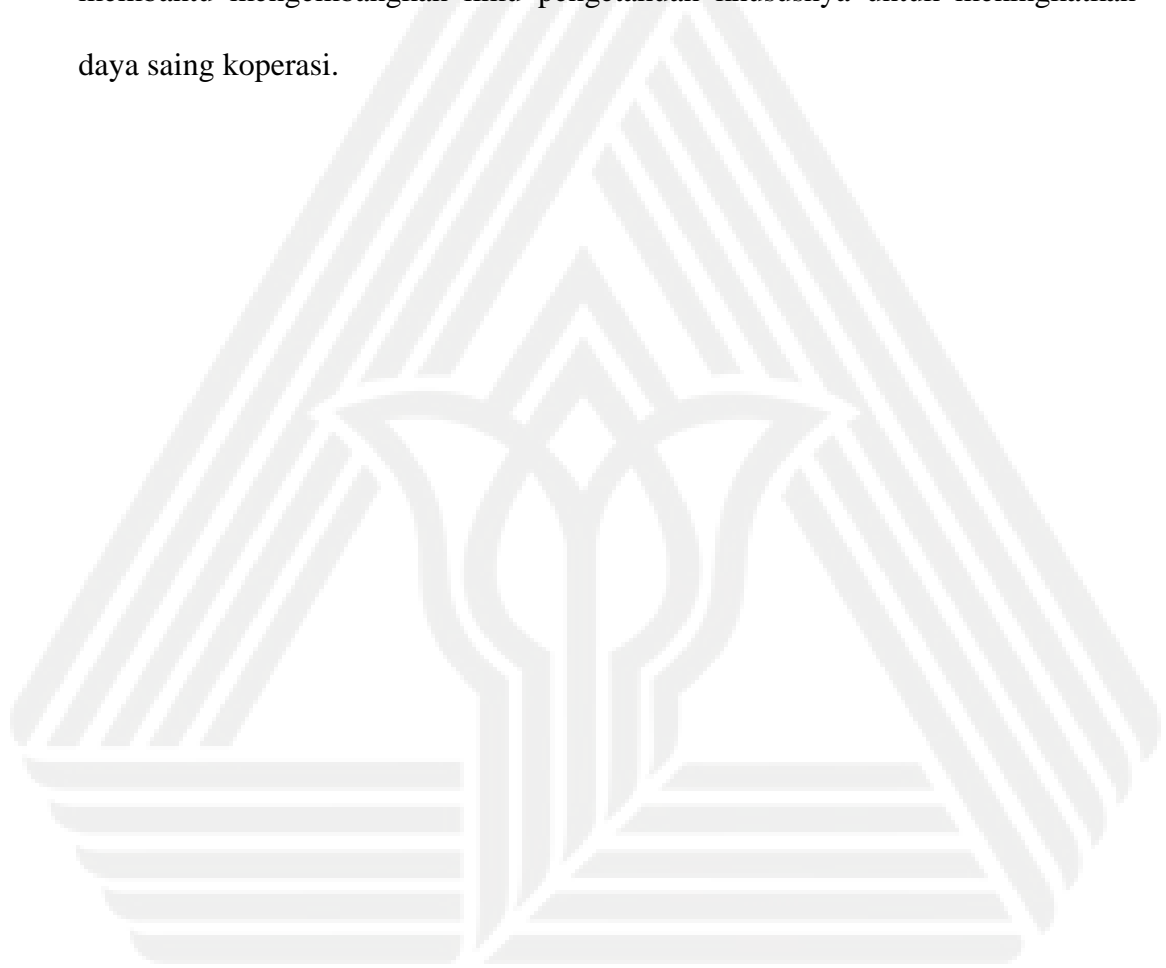 membantu mengembangkan ilmu pengetahuan khususnya untuk meningkatkan
daya saing koperasi.